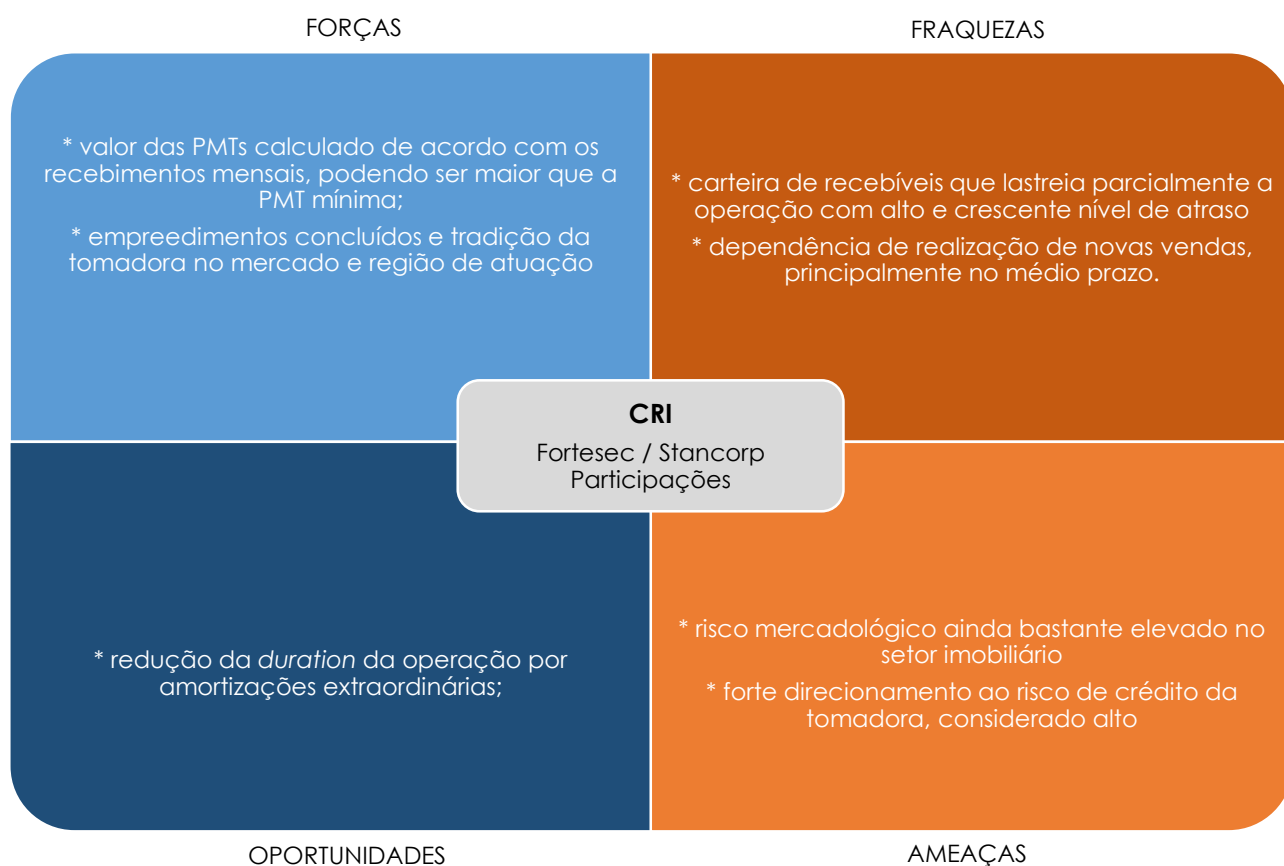 FORÇAS
FRAQUEZAS
* valor das PMTs calculado de acordo com os
recebimentos mensais, podendo ser maior que a
PMT mínima;
* empreedimentos concluídos e tradição da
tomadora no mercado e região de atuação
* carteira de recebíveis que lastreia parcialmente a
operação com alto e crescente nível de atraso
* dependência de realização de novas vendas,
principalmente no médio prazo.
CRI
Fortesec / Stancorp
Participações
* redução da duration da operação por
amortizações extraordinárias;
* risco mercadológico ainda bastante elevado no
setor imobiliário
* forte direcionamento ao risco de crédito da
tomadora, considerado alto
OPORTUNIDADES
AMEAÇAS